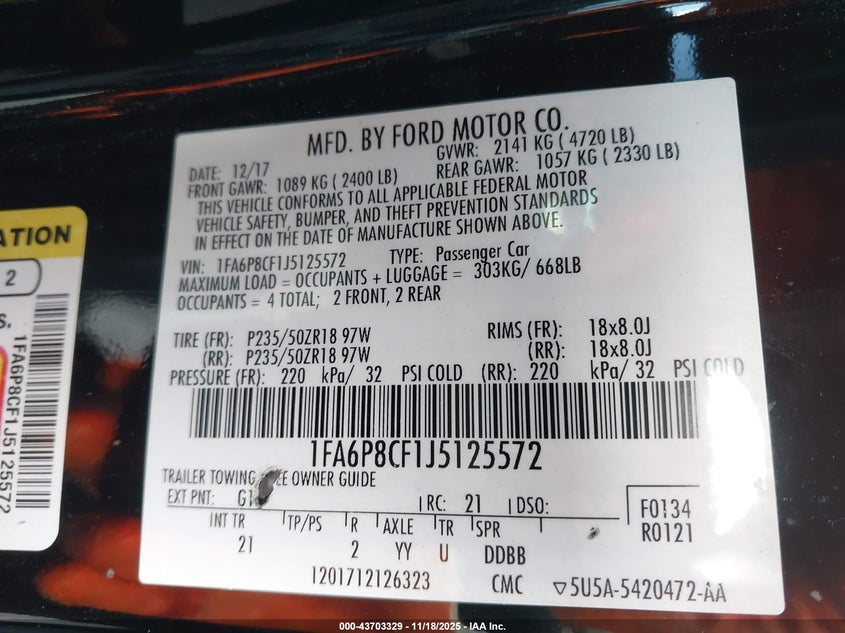 MFD. BY FORD MOTOR CO.
DATE: 12/17 GVWR: 2141 KG ( 4720 LB)
FRONT GAWR: 1089 KG ( 2400 LB) REAR GAWR: 1057 KG ( 2330 LB)
THIS VEHICLE CONFORMS TO ALL APPLICABLE FEDERAL MOTOR
VEHICLE SAFETY, BUMPER, AND THEFT PREVENTION STANDARDS
IN EFFECT ON THE DATE OF MANUFACTURE SHOWN ABOVE.
VIN: 1FA6P8CF1J5125572 TYPE: Passenger Car
MAXIMUM LOAD = OCCUPANTS + LUGGAGE = 303KG/ 668LB
OCCUPANTS = 4 TOTAL; 2 FRONT, 2 REAR
TIRE (FR): P235/50ZR18 97W RIMS (FR): 18x8.0J
(RR): P235/50ZR18 97W (RR): 18x8.0J
PRESSURE (FR): 220 kPa/ 32 PSI COLD (RR): 220 kPa/ 32 PSI COLD
1FA6P8CF1J5125572
TRAILER TOWING OWNER GUIDE
EXT PNT: RC: 21 DSO:
F0134
R0121
INT TR TP/PS R AXLE TR SPR
21 2 YY U DDBB
1201712126323 CMC ▽5U5A-5420472-AA
ATION
2
S. 1FA6P8CF1J5125572
000-43703329 - 11/18/2025 - IAA Inc.